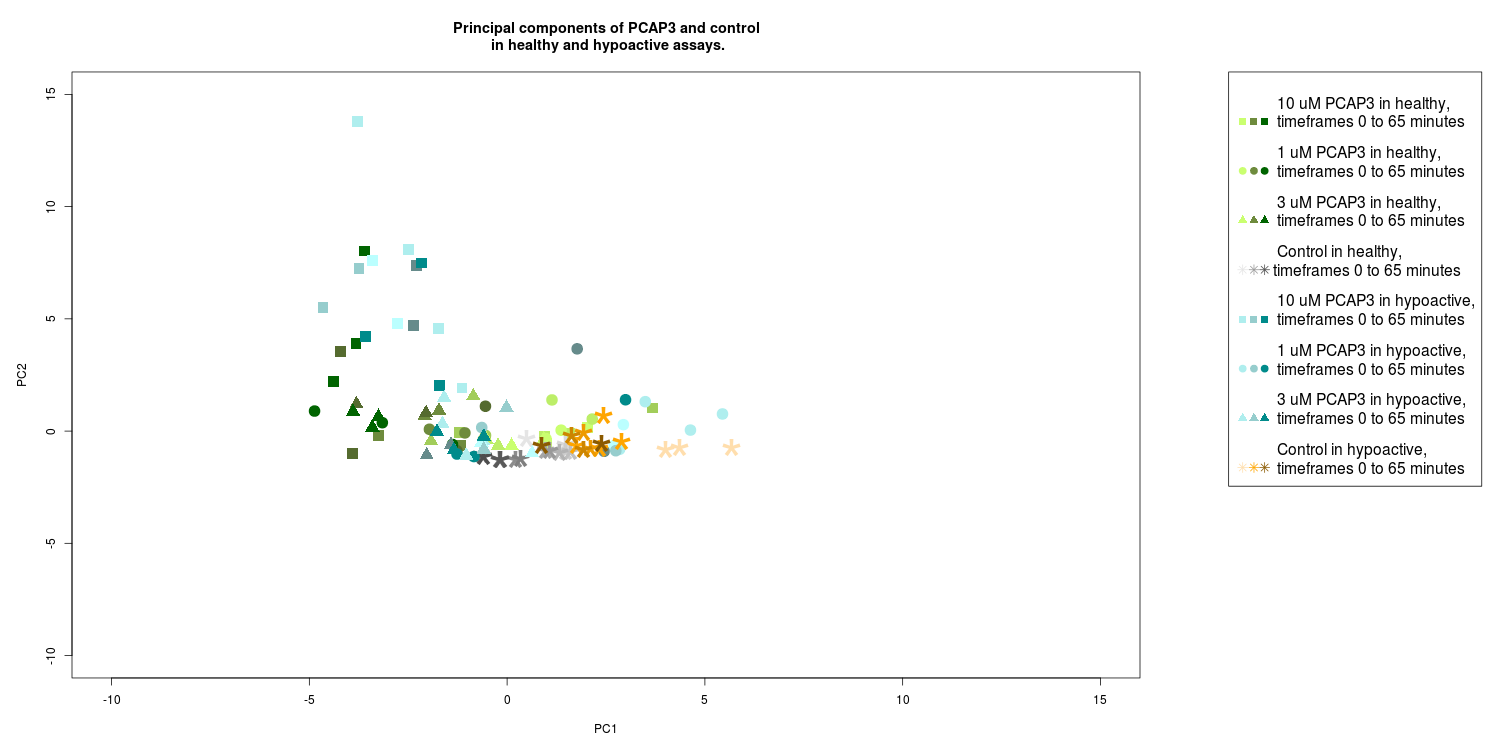 Principal components of PCAP3 and control
in healthy and hypoactive assays.
15
10
5
0
-5
-10
PC2
-10
-5
0
5
10
15
PC1
10 uM PCAP3 in healthy,
timeframes 0 to 65 minutes
1 uM PCAP3 in healthy,
timeframes 0 to 65 minutes
3 uM PCAP3 in healthy,
timeframes 0 to 65 minutes
Control in healthy,
timeframes 0 to 65 minutes
10 uM PCAP3 in hypoactive,
timeframes 0 to 65 minutes
1 uM PCAP3 in hypoactive,
timeframes 0 to 65 minutes
3 uM PCAP3 in hypoactive,
timeframes 0 to 65 minutes
Control in hypoactive,
timeframes 0 to 65 minutes